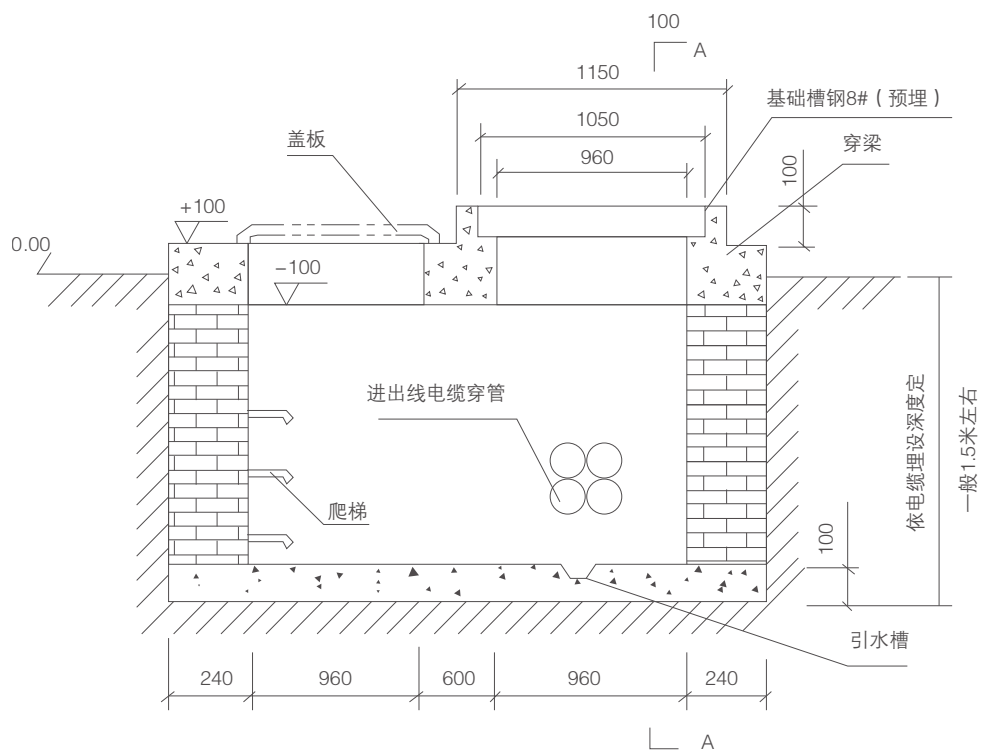 100
A
1150
基础槽钢8#（预埋）
1050
穿梁
盖板
960
100
+100
0.00
−100
进出线电缆穿管
依电缆埋设深度定
一般1.5米左右
爬梯
100
引水槽
240
960
600
960
240
A